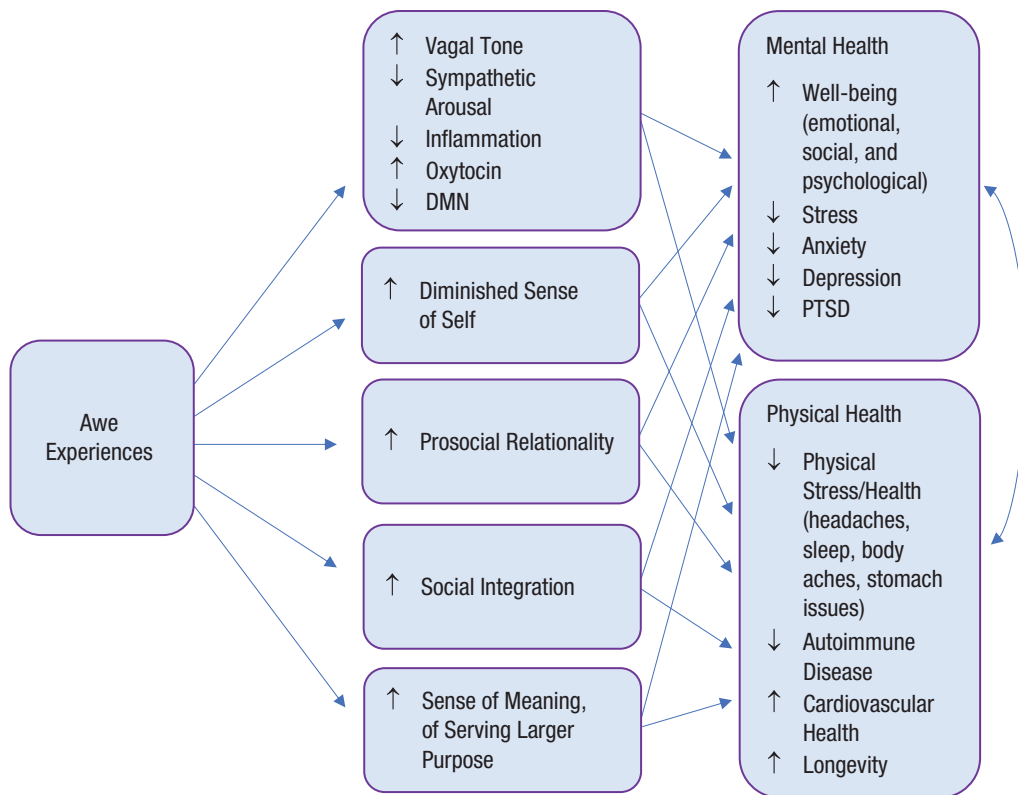 Awe
Experiences
↑ Vagal Tone
↓ Sympathetic
Arousal
↓ Inflammation
↑ Oxytocin
↓ DMN
↑ Diminished Sense
of Self
↑ Prosocial Relationality
↑ Social Integration
↑ Sense of Meaning,
of Serving Larger
Purpose
Mental Health
↑ Well-being
(emotional,
social, and
psychological)
↓ Stress
↓ Anxiety
↓ Depression
↓ PTSD
Physical Health
↓ Physical
Stress/Health
(headaches,
sleep, body
aches, stomach
issues)
↓ Autoimmune
Disease
↑ Cardiovascular
Health
↑ Longevity